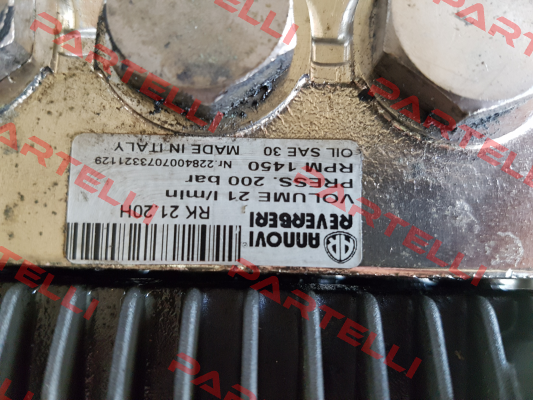 ANNOVI
REVERBERI
RK 21.20H
VOLUME 21 l/min
PRESS. 200 bar
RPM 1450 Nr.2284007073321129
OIL SAE 30 MADE IN ITALY
PARTELLI
PARTELLI
PARTELLI
PARTELLI
PARTELLI
PARTELLI